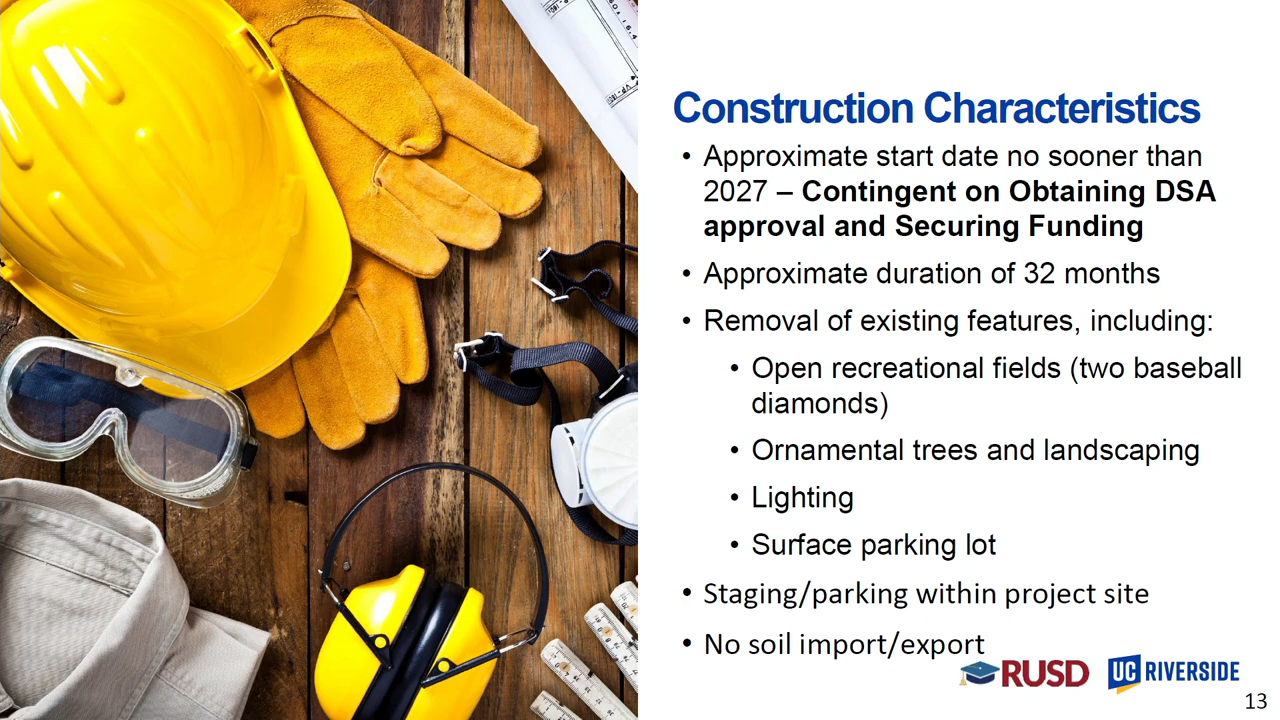 Construction Characteristics
• Approximate start date no sooner than
2027 – Contingent on Obtaining DSA
approval and Securing Funding
• Approximate duration of 32 months
• Removal of existing features, including:
• Open recreational fields (two baseball
diamonds)
• Ornamental trees and landscaping
• Lighting
• Surface parking lot
• Staging/parking within project site
• No soil import/export
RUSD
UC RIVERSIDE
13